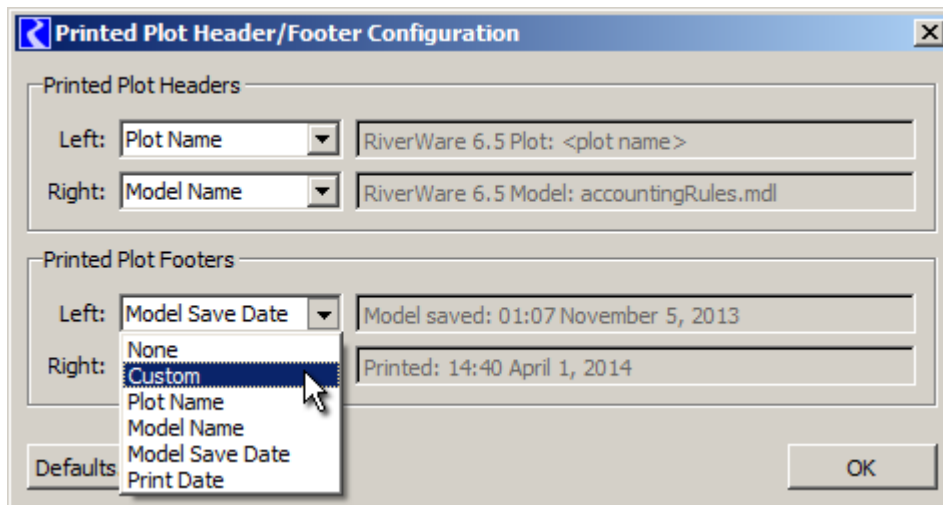 Printed Plot Header/Footer Configuration
Printed Plot Headers
Left: Plot Name RiverWare 6.5 Plot: <plot name>
Right: Model Name RiverWare 6.5 Model: accountingRules.mdl
Printed Plot Footers
Left: Model Save Date Model saved: 01:07 November 5, 2013
None
Right: Printed: 14:40 April 1, 2014
Custom
Plot Name
Model Name
Model Save Date
Print Date
Defaults OK